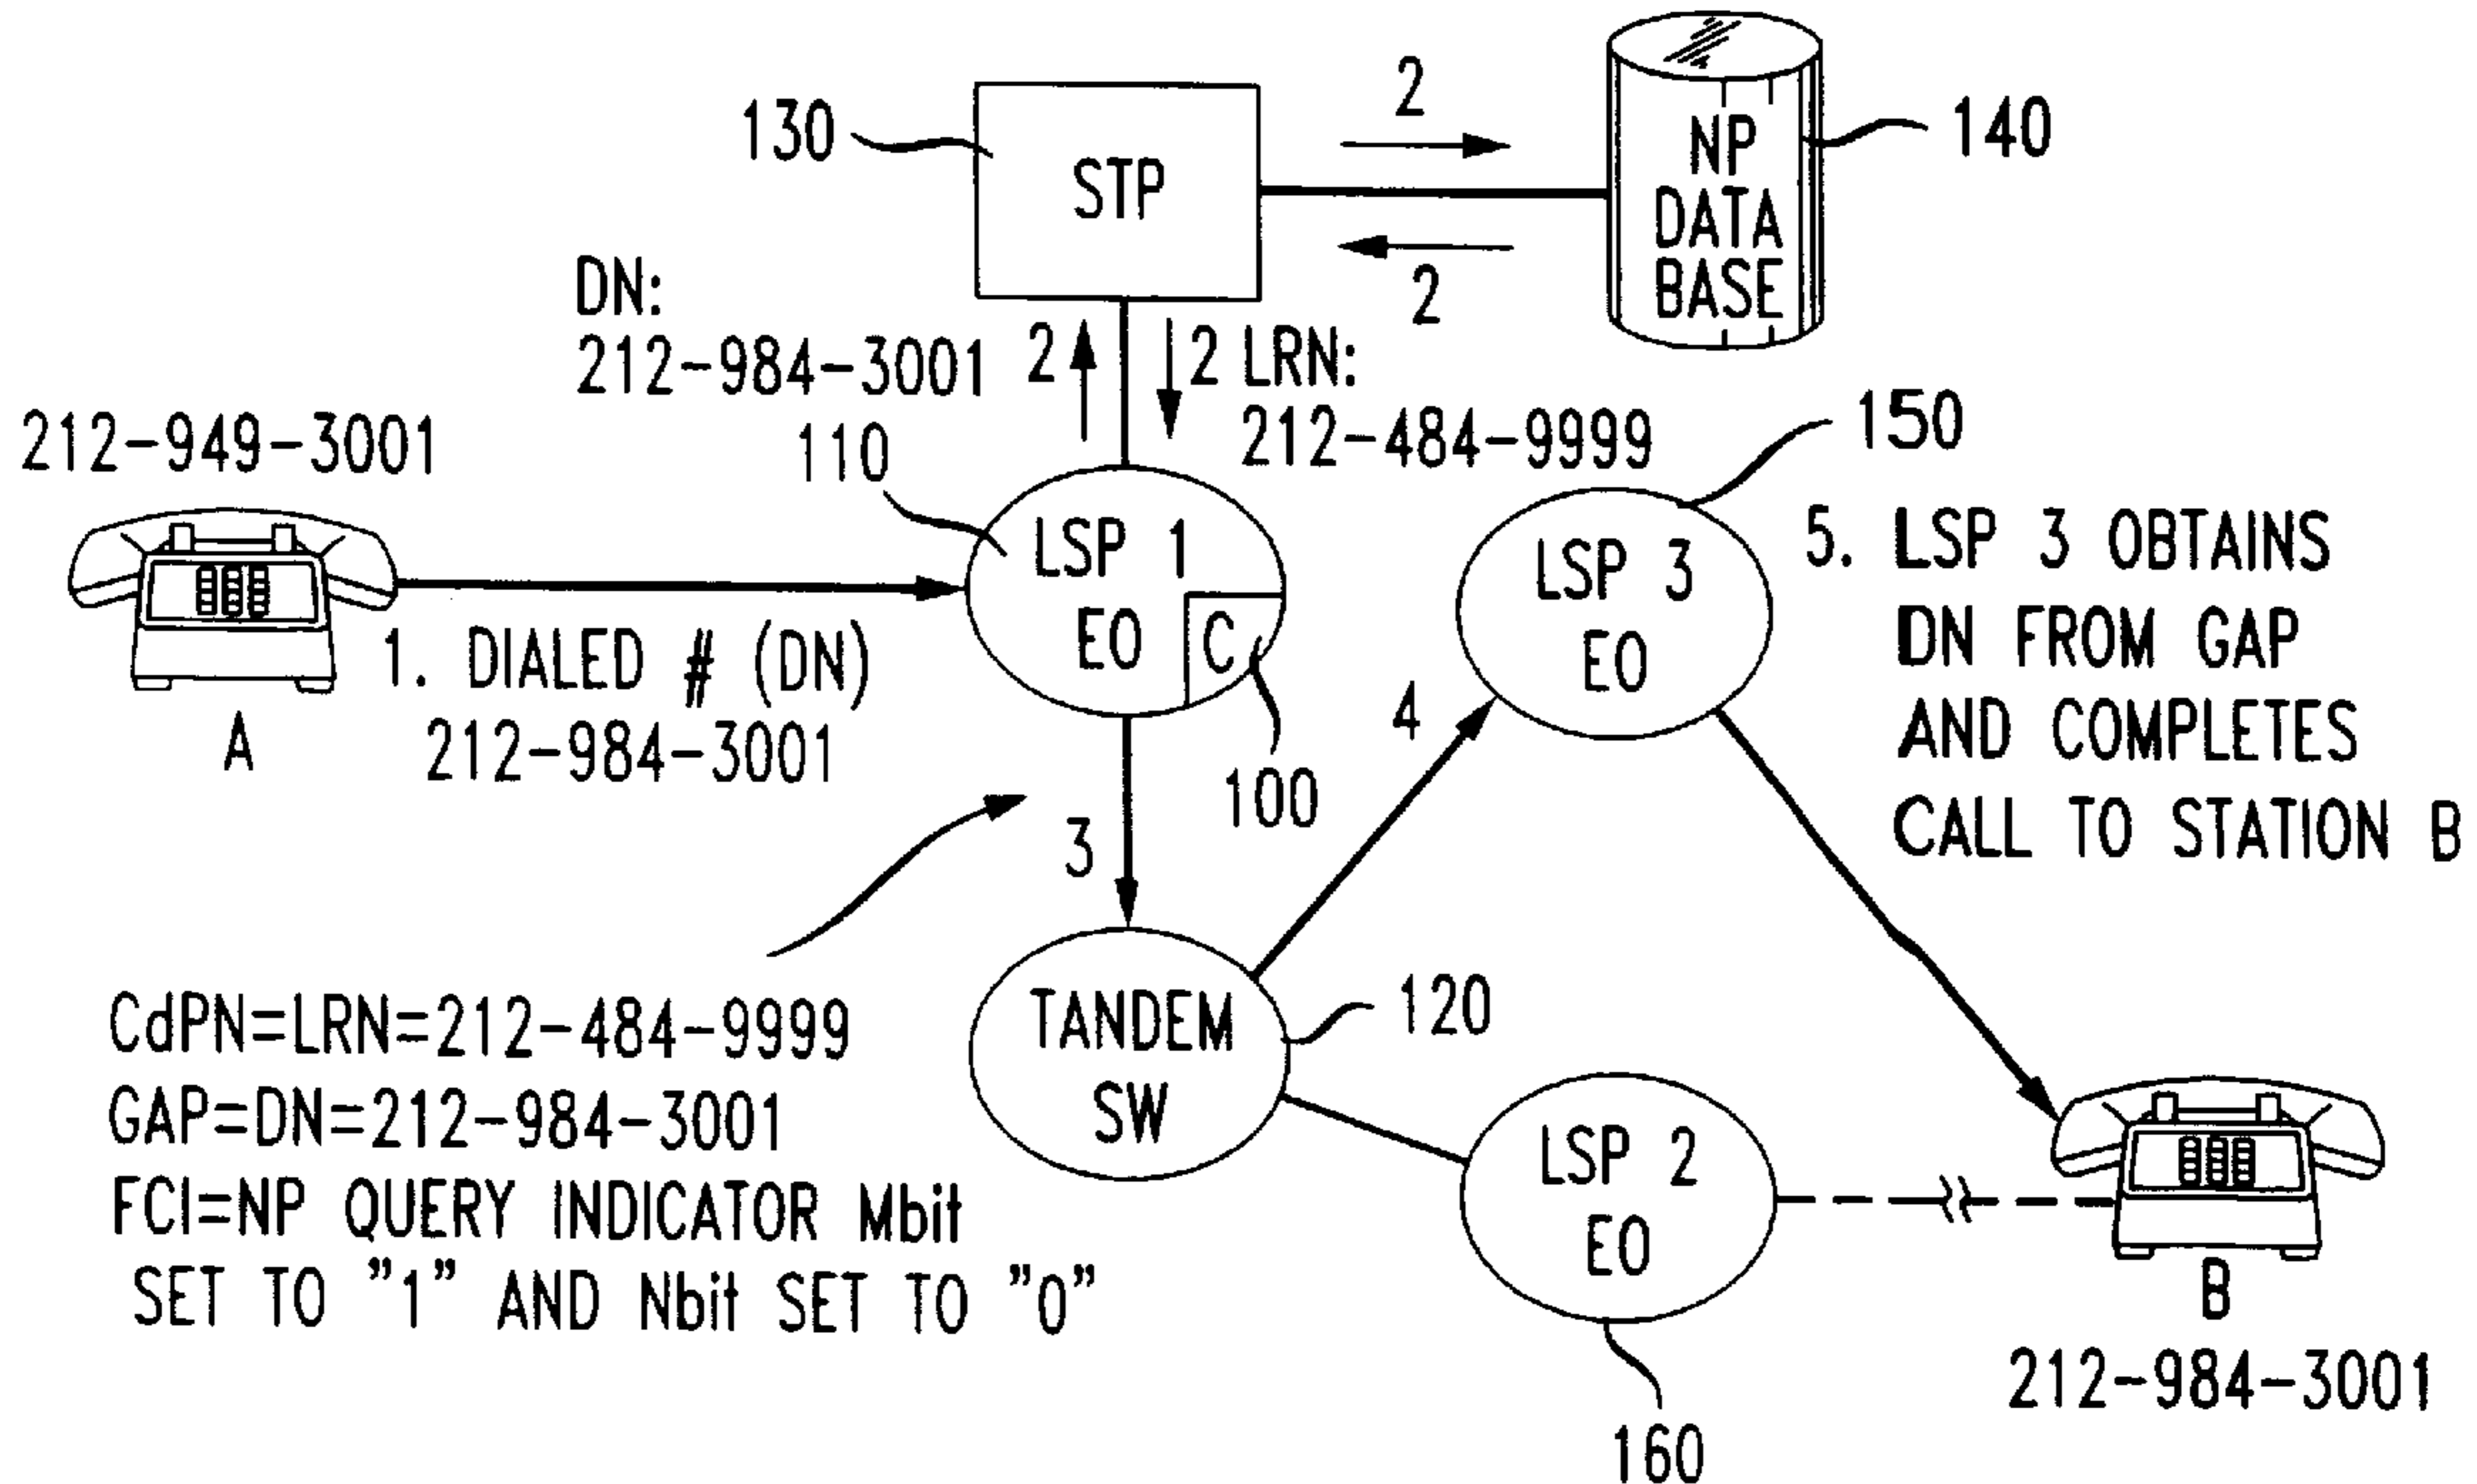 2
130
STP
NP
DATA
BASE
140
2
DN:
212-984-3001
2
2
LRN:
212-484-9999
212-949-3001
110
150
LSP 1
EO
C
LSP 3
EO
5. LSP 3 OBTAINS
DN FROM GAP
AND COMPLETES
CALL TO STATION B
1. DIALED # (DN)
212-984-3001
A
100
4
3
TANDEM
SW
120
CdPN=LRN=212-484-9999
GAP=DN=212-984-3001
FCI=NP QUERY INDICATOR Mbit
SET TO "1" AND Nbit SET TO "0"
LSP 2
EO
160
B
212-984-3001